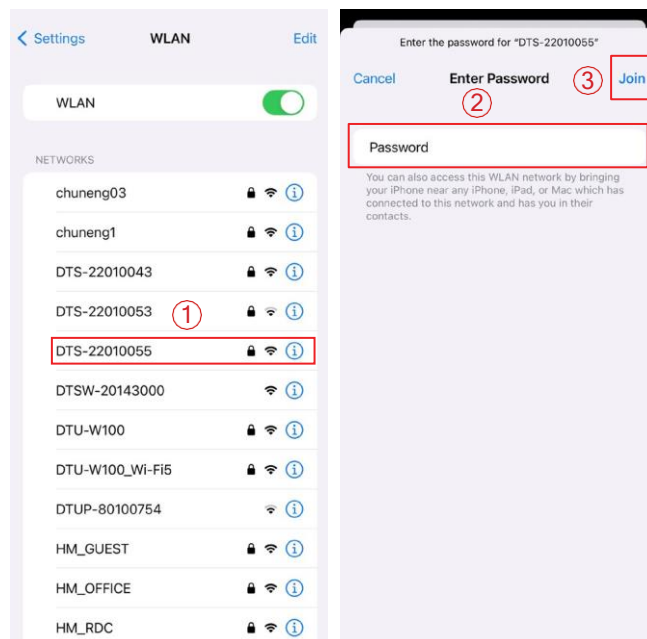 Settings WLAN Edit
WLAN
NETWORKS
chuneng03
chuneng1
DTS-22010043
DTS-22010053
①
DTS-22010055
DTSW-20143000
DTU-W100
DTU-W100_Wi-Fi5
DTUP-80100754
HM_GUEST
HM_OFFICE
HM_RDC
Enter the password for “DTS-22010055”
Cancel Enter Password ③ Join
②
Password
You can also access this WLAN network by bringing
your iPhone near any iPhone, iPad, or Mac which has
connected to this network and has you in their
contacts.